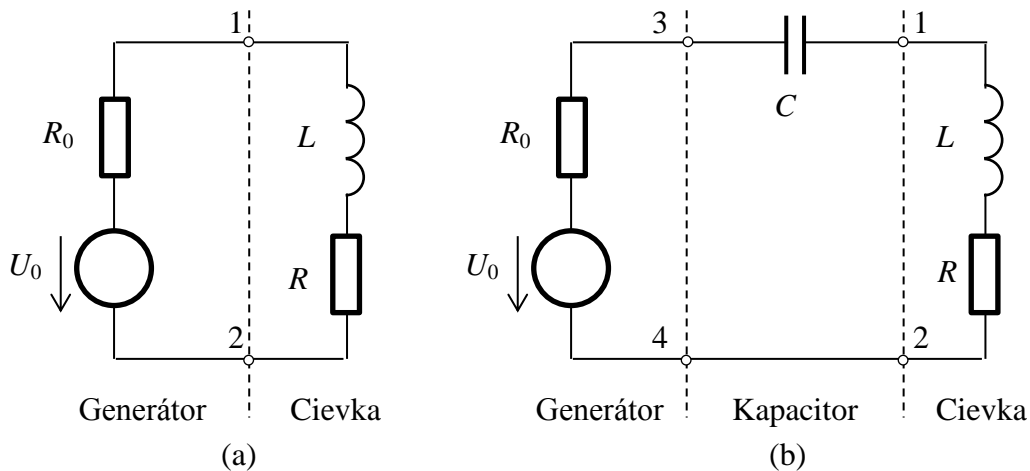 1
R0
L
U0
R
2
Generátor
Cievka
(a)
3
1
C
R0
L
U0
R
4
2
Generátor
Kapacitor
Cievka
(b)